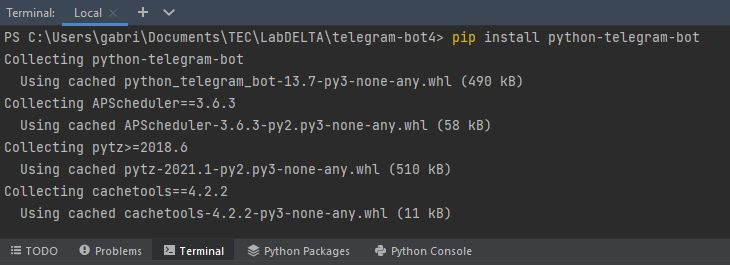 Terminal: Local
PS C:\Users\gabri\Documents\TEC\LabDELTA\telegram-bot4> pip install python-telegram-bot
Collecting python-telegram-bot
  Using cached python_telegram_bot-13.7-py3-none-any.whl (490 kB)
Collecting APScheduler==3.6.3
  Using cached APScheduler-3.6.3-py2.py3-none-any.whl (58 kB)
Collecting pytz>=2018.6
  Using cached pytz-2021.1-py2.py3-none-any.whl (510 kB)
Collecting cachetools==4.2.2
  Using cached cachetools-4.2.2-py3-none-any.whl (11 kB)
TODO Problems Terminal Python Packages Python Console